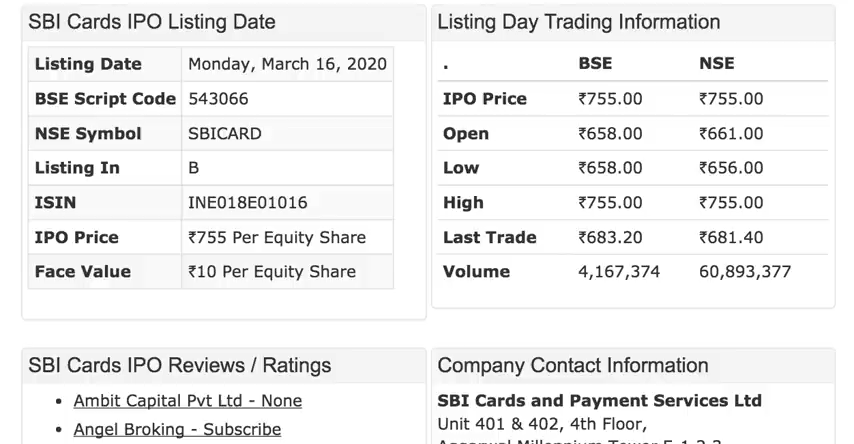 SBI Cards IPO Listing Date
Listing Date Monday, March 16, 2020
BSE Script Code 543066
NSE Symbol SBICARD
Listing In B
ISIN INE018E01016
IPO Price ₹755 Per Equity Share
Face Value ₹10 Per Equity Share
Listing Day Trading Information
. BSE NSE
IPO Price ₹755.00 ₹755.00
Open ₹658.00 ₹661.00
Low ₹658.00 ₹656.00
High ₹755.00 ₹755.00
Last Trade ₹683.20 ₹681.40
Volume 4,167,374 60,893,377
SBI Cards IPO Reviews / Ratings
• Ambit Capital Pvt Ltd - None
• Angel Broking - Subscribe
Company Contact Information
SBI Cards and Payment Services Ltd
Unit 401 & 402, 4th Floor,